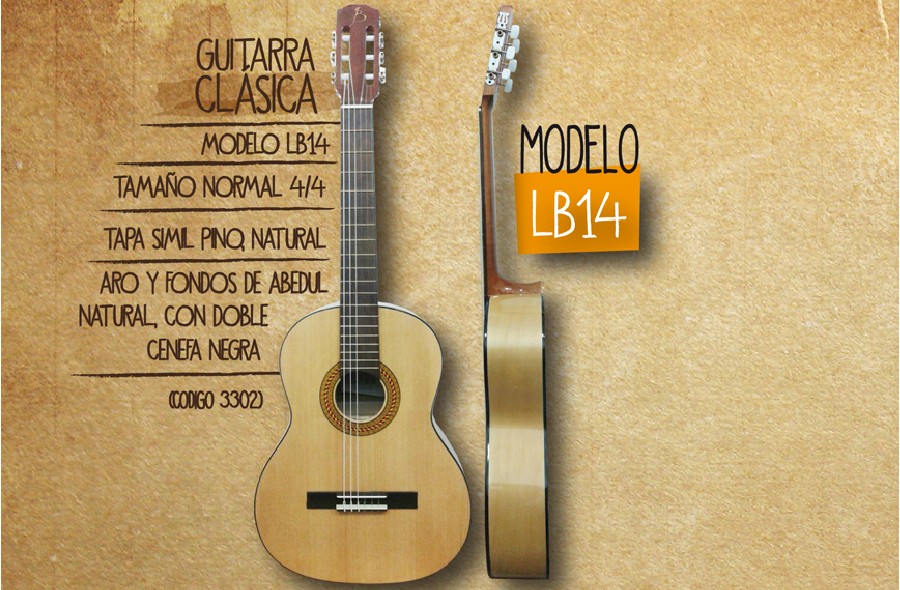 GUITARRA
CLASICA
MODELO LB14
TAMAÑO NORMAL 4/4
TAPA SIMIL PINO, NATURAL
ARO Y FONDOS DE ABEDUL
NATURAL, CON DOBLE
CENEFA NEGRA
(CODIGO 3302)
MODELO
LB14